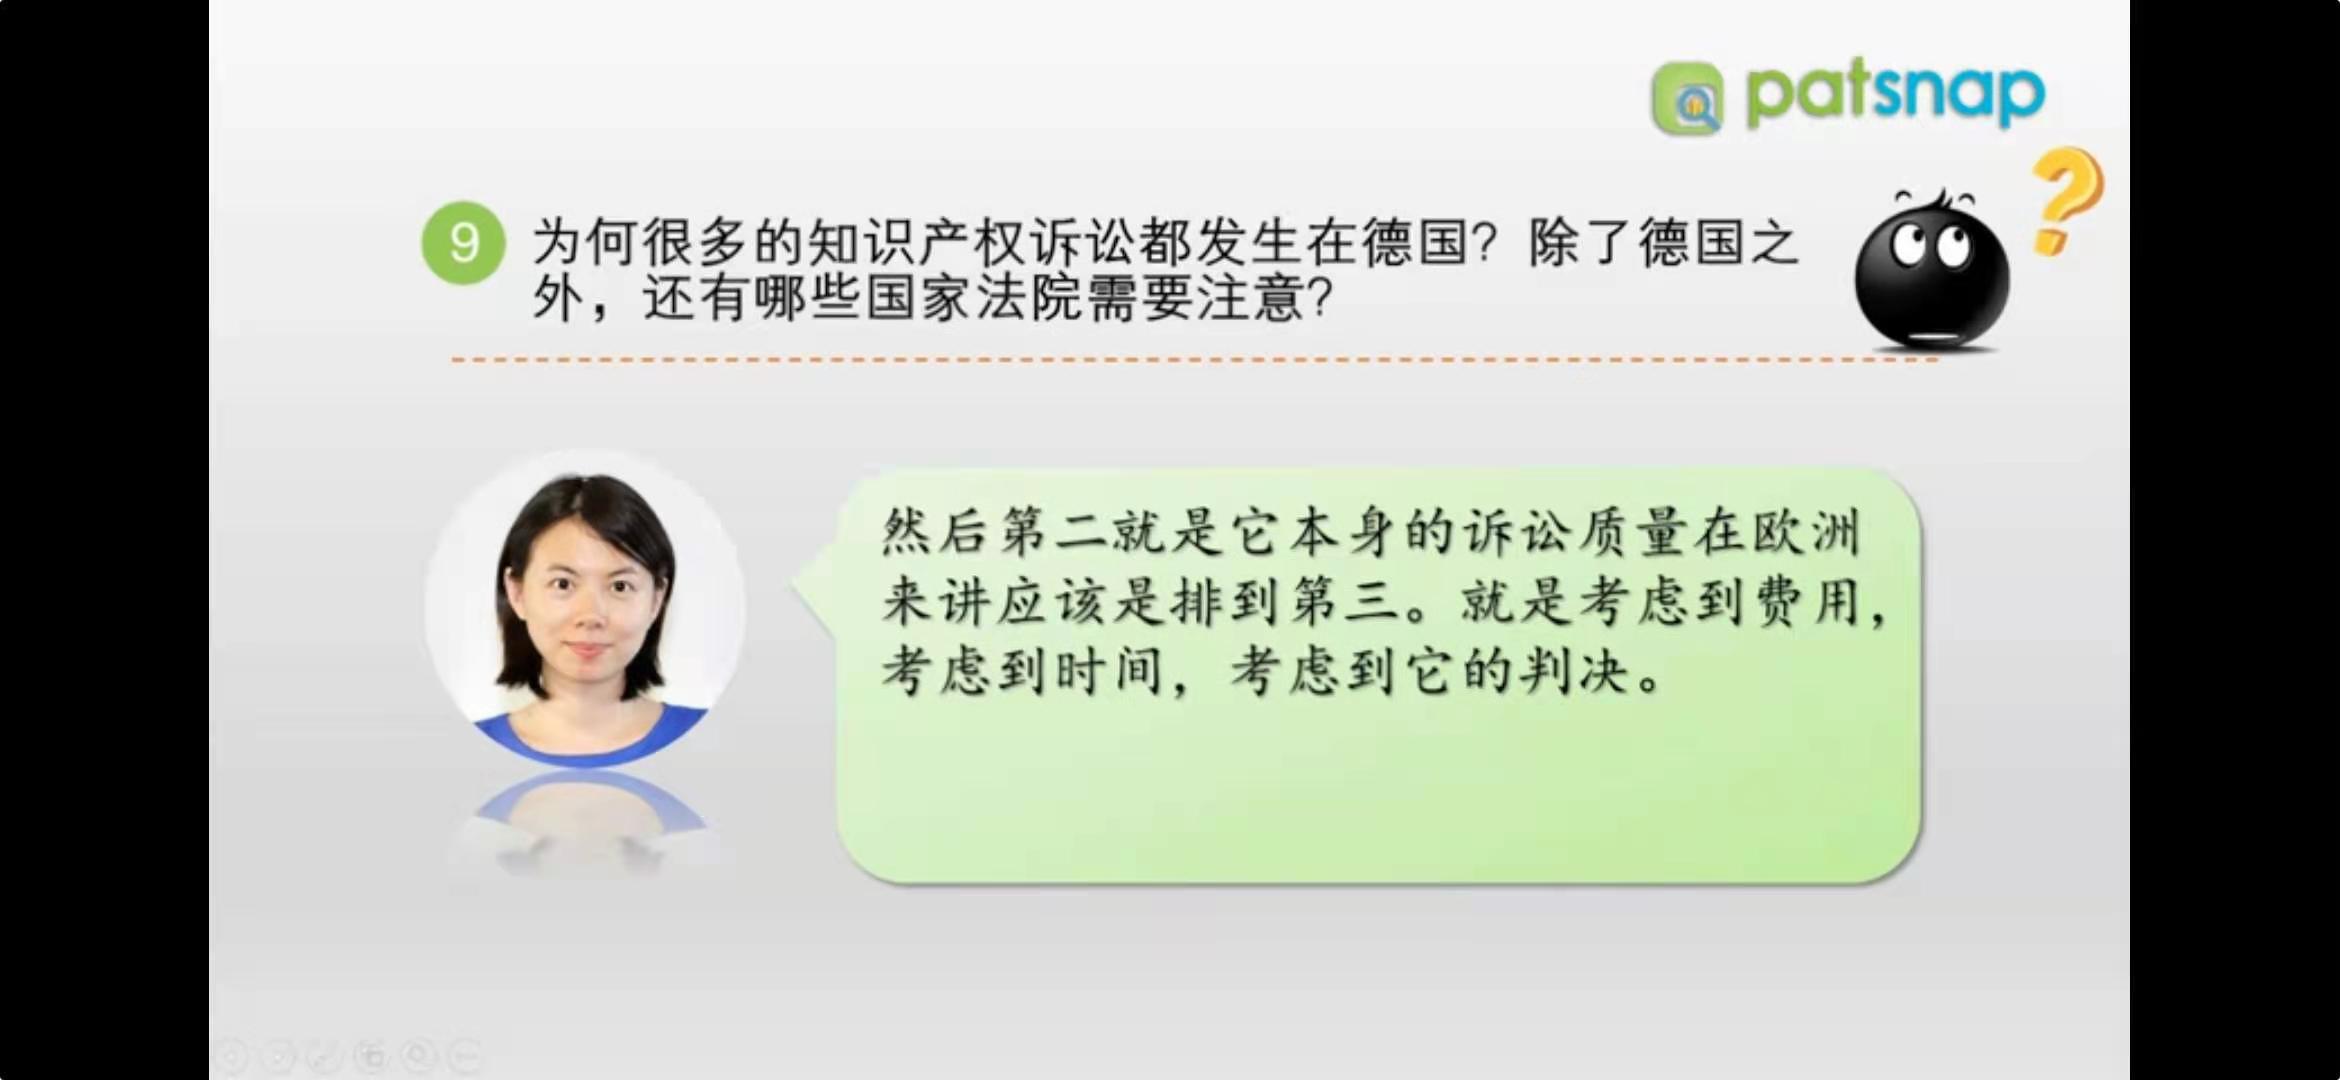 patsnap
9 为何很多的知识产权诉讼都发生在德国？除了德国之
外，还有哪些国家法院需要注意？
然后第二就是它本身的诉讼质量在欧洲
来讲应该是排到第三。就是考虑到费用，
考虑到时间，考虑到它的判决。